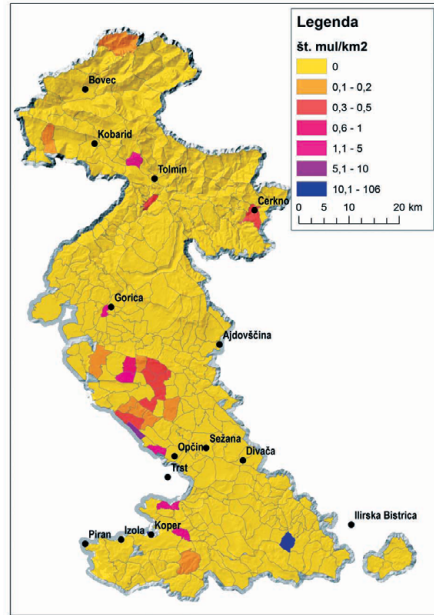 Legenda
št. mul/km2
0
0,1 - 0,2
0,3 - 0,5
0,6 - 1
1,1 - 5
5,1 - 10
10,1 - 106
0 5 10 20 km
Bovec
Kobarid
Tolmin
Cerkno
Gorica
Ajdovščina
Sežana
Opčine
Divača
Trst
Ilirska Bistrica
Koper
Izola
Piran